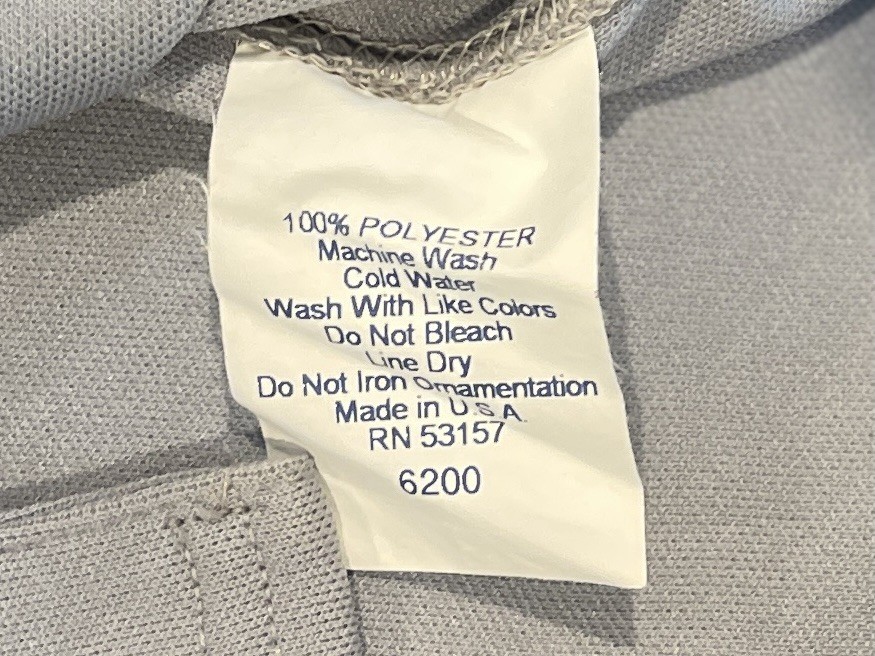 100% POLYESTER
Machine Wash
Cold Water
Wash With Like Colors
Do Not Bleach
Line Dry
Do Not Iron Ornamentation
Made in U.S.A.
RN 53157
6200